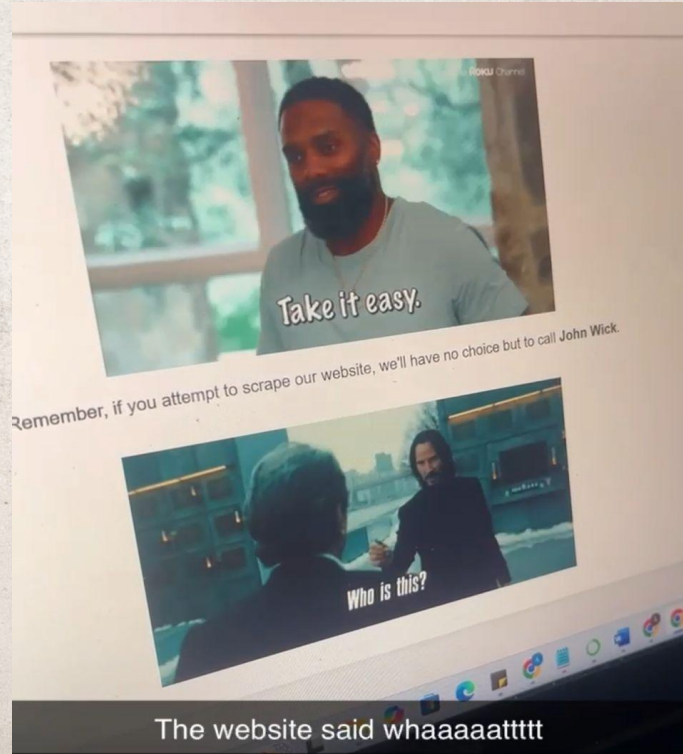 Roku Channel
Take it easy.
Remember, if you attempt to scrape our website, we'll have no choice but to call John Wick.
Who is this?
The website said whaaaaaattttt